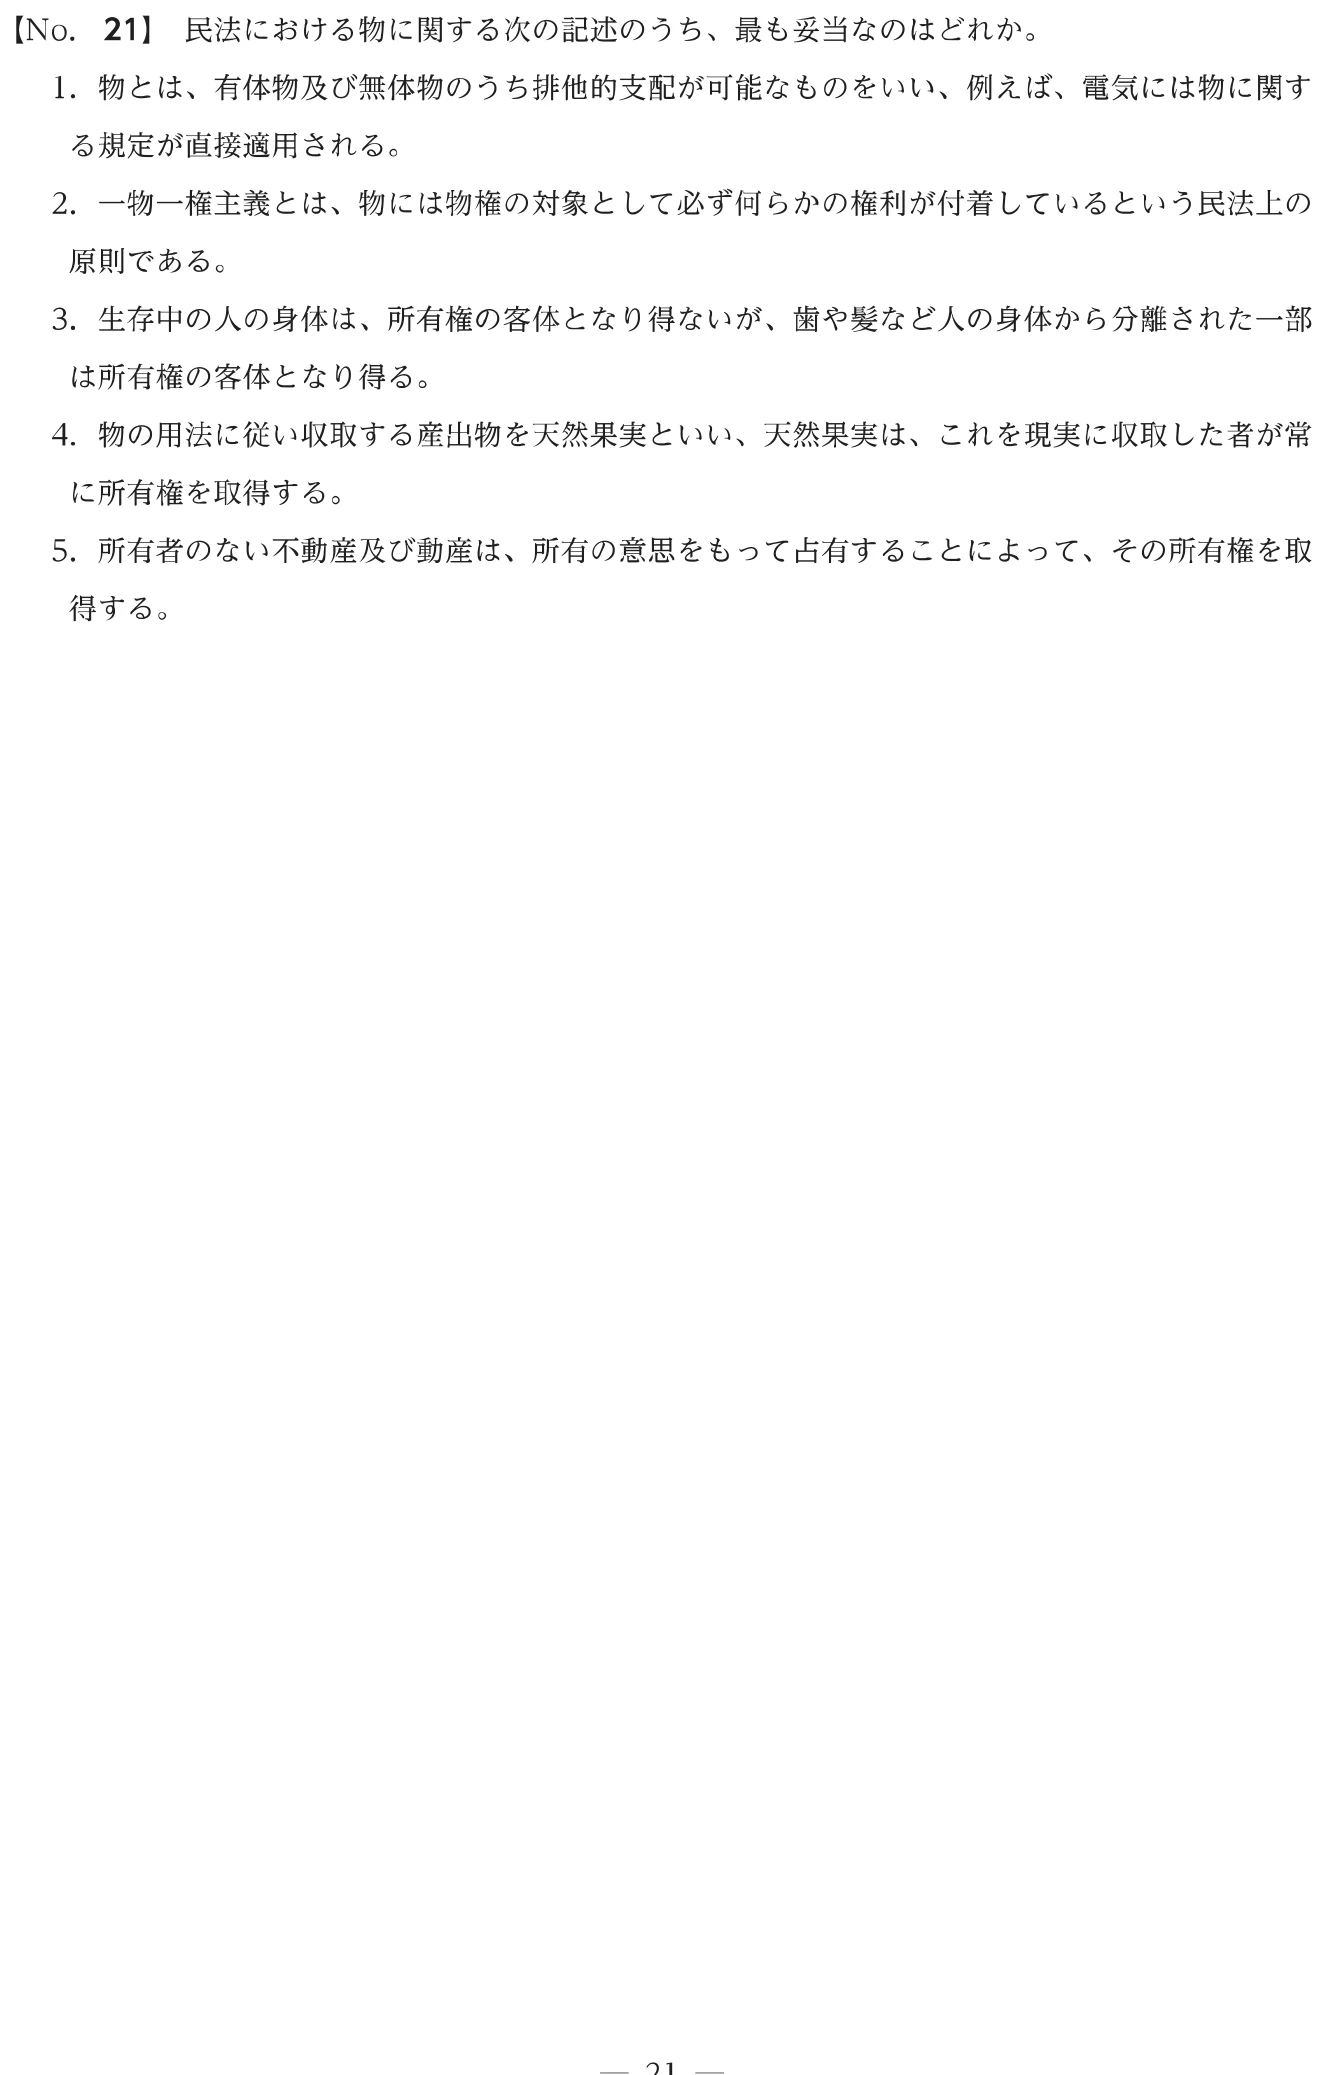 【No. 21】 民法における物に関する次の記述のうち、最も妥当なのはどれか。
1. 物とは、有体物及び無体物のうち排他的支配が可能なものをいい、例えば、電気には物に関す
る規定が直接適用される。
2. 一物一権主義とは、物には物権の対象として必ず何らかの権利が付着しているという民法上の
原則である。
3. 生存中の人の身体は、所有権の客体となり得ないが、歯や髪など人の身体から分離された一部
は所有権の客体となり得る。
4. 物の用法に従い収取する産出物を天然果実といい、天然果実は、これを現実に収取した者が常
に所有権を取得する。
5. 所有者のない不動産及び動産は、所有の意思をもって占有することによって、その所有権を取
得する。
— 21 —